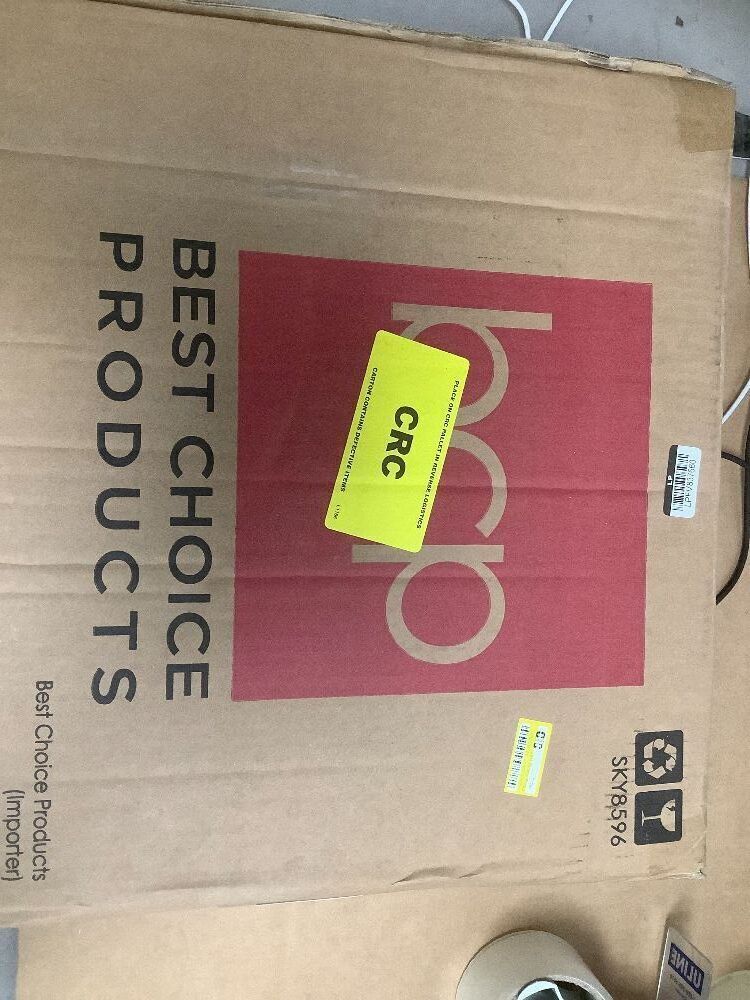 SKY8596
LPFV837560
bcp
PLACE ON CRC PALLET IN REVERSE LOGISTICS
CRC
CARTON CONTAINS DEFECTIVE ITEMS
BEST CHOICE
PRODUCTS
Best Choice Products
(Importer)
ULINE